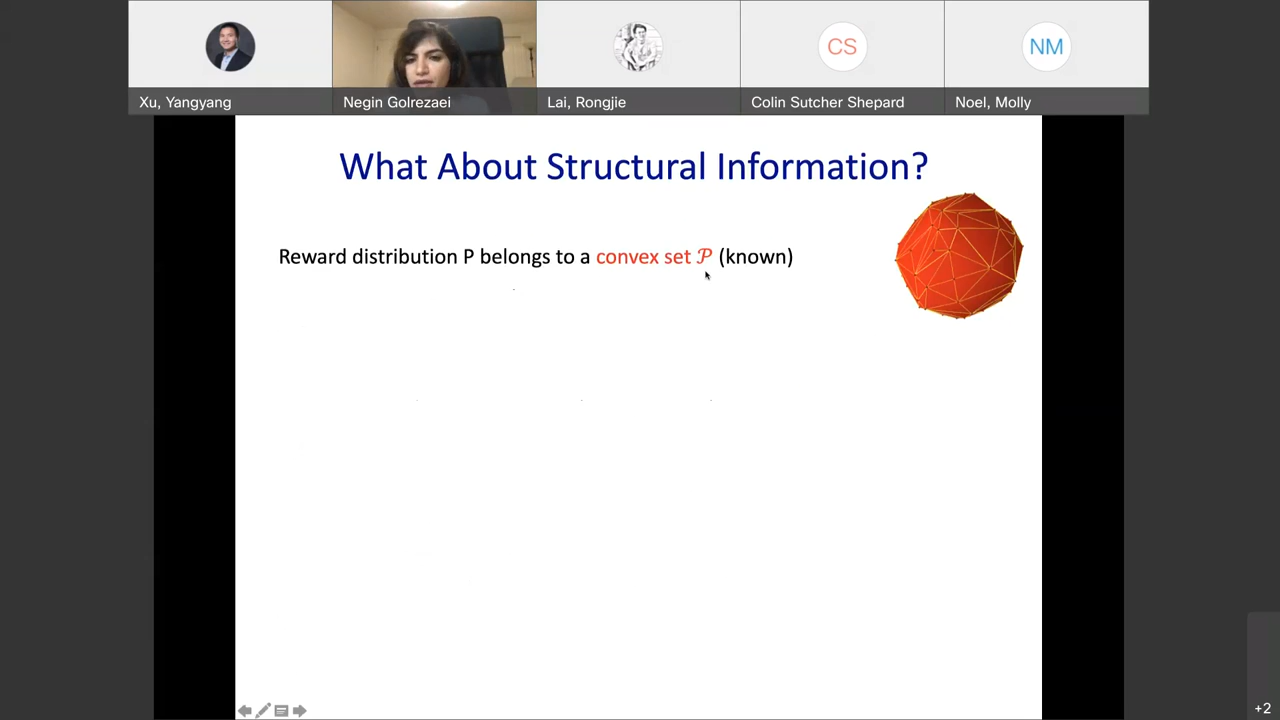 Xu, Yangyang
Negin Golrezaei
Lai, Rongjie
CS
Colin Sutcher Shepard
NM
Noel, Molly
What About Structural Information?
Reward distribution P belongs to a convex set 𝒫 (known)
+2